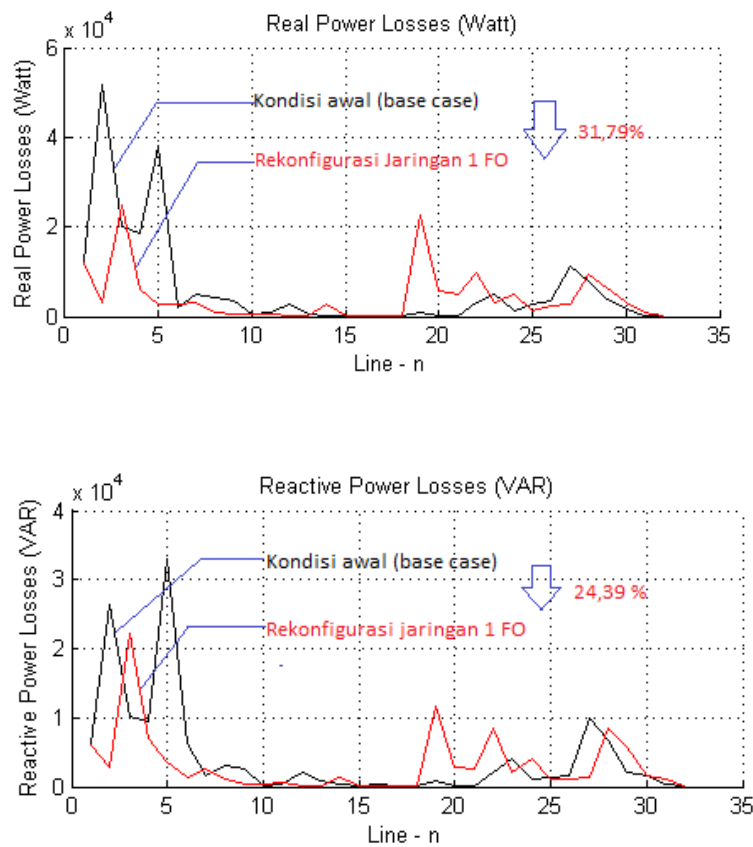 Real Power Losses (Watt)
x 10^4
Real Power Losses (Watt)
6
4
2
0
Kondisi awal (base case)
31,79%
Rekonfigurasi Jaringan 1 FO
0 5 10 15 20 25 30 35
Line - n
Reactive Power Losses (VAR)
x 10^4
Reactive Power Losses (VAR)
4
3
2
1
0
Kondisi awal (base case)
24,39 %
Rekonfigurasi jaringan 1 FO
0 5 10 15 20 25 30 35
Line - n